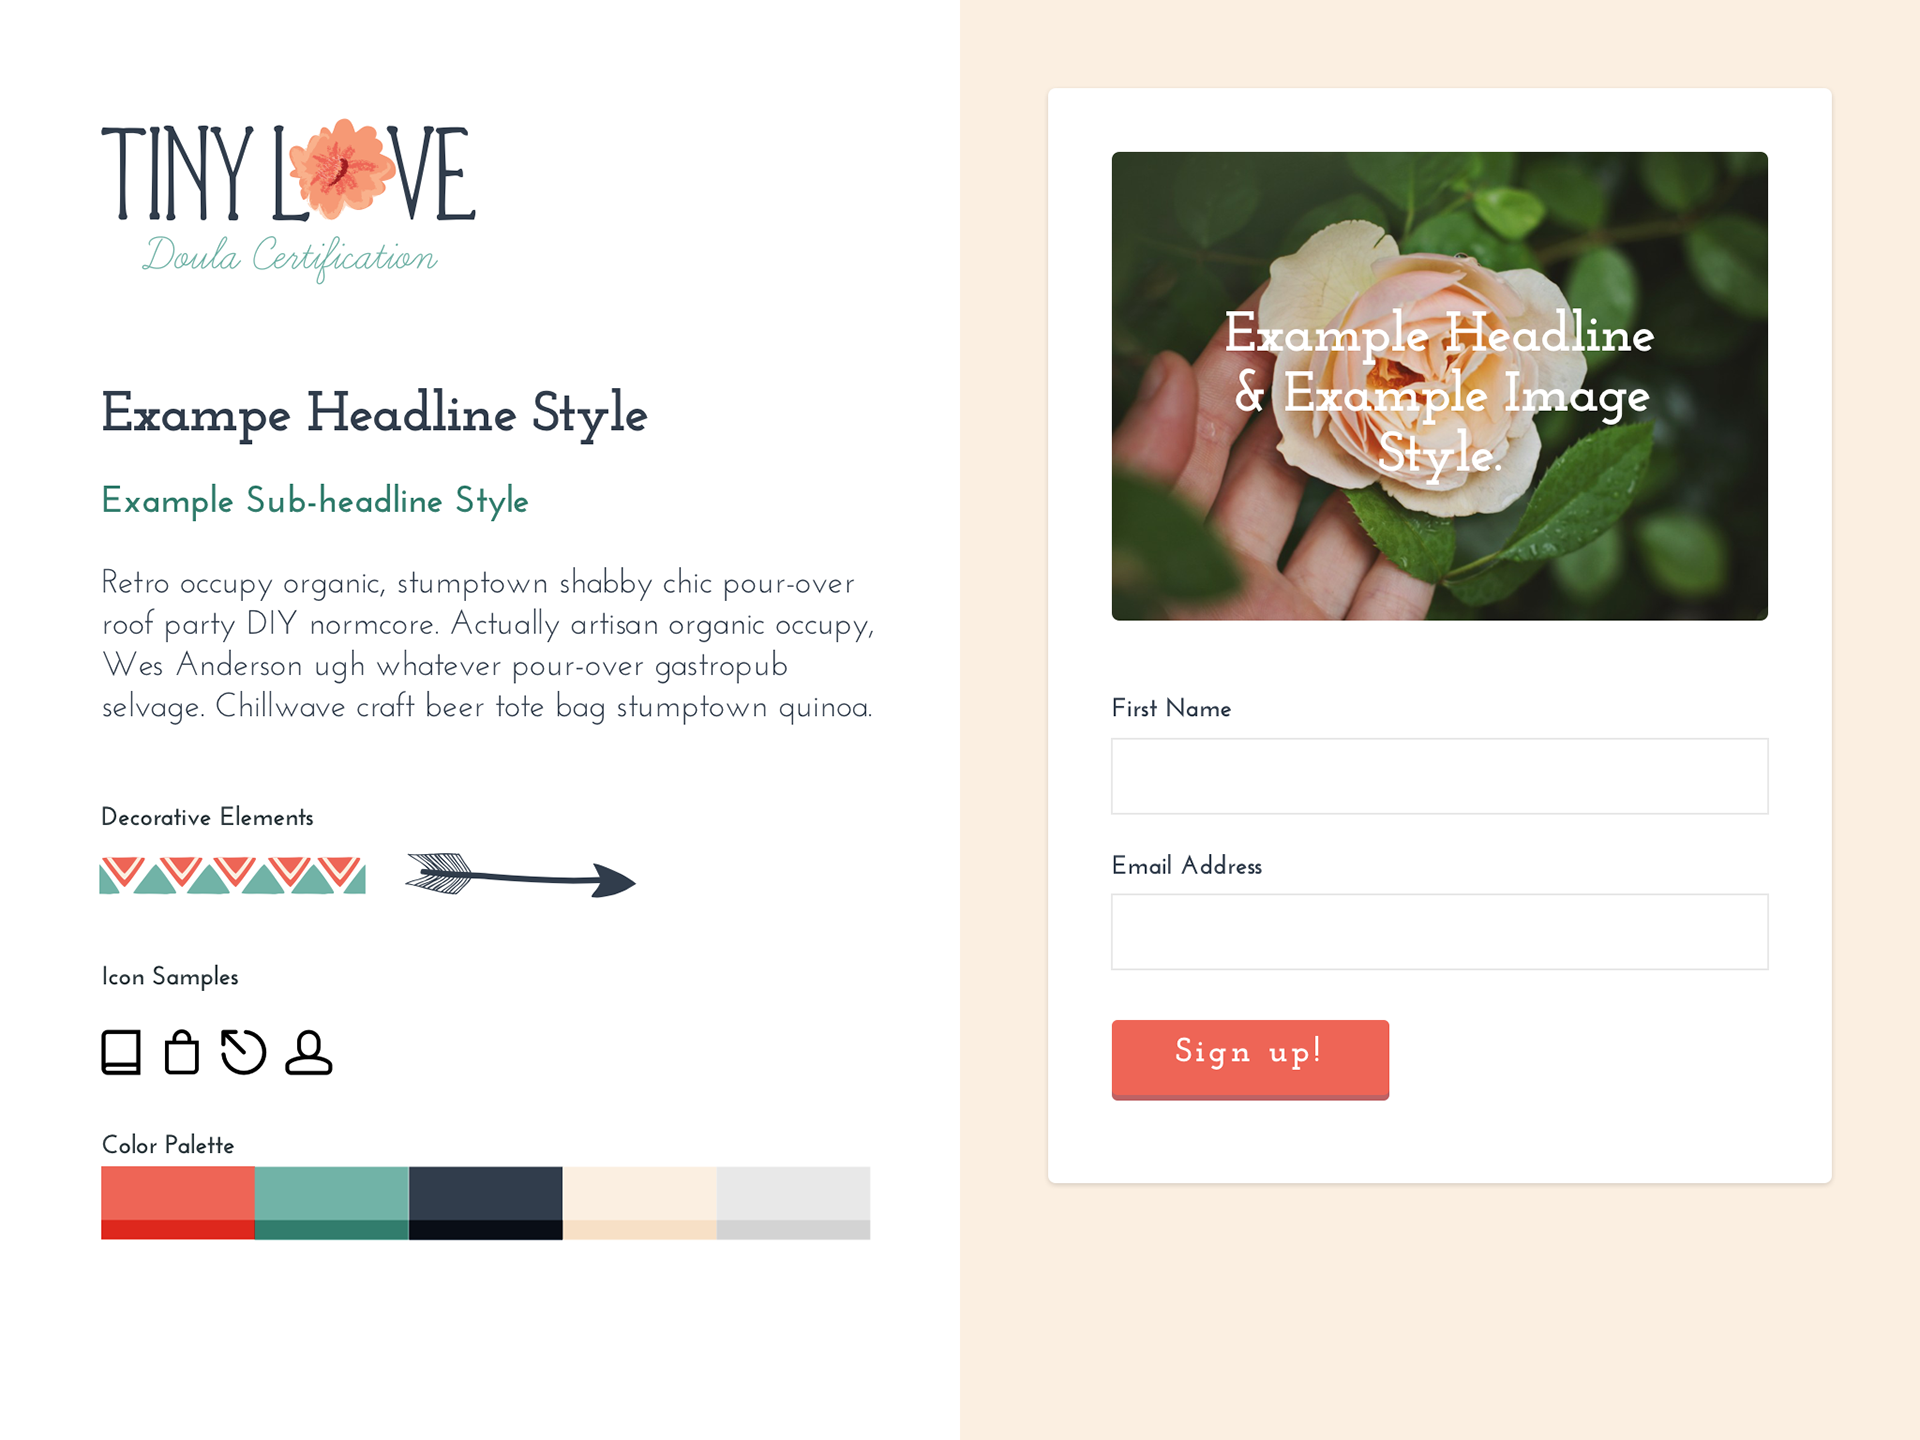 TINY LOVE
Doula Certification
Exampe Headline Style
Example Sub-headline Style
Retro occupy organic, stumptown shabby chic pour-over
roof party DIY normcore. Actually artisan organic occupy,
Wes Anderson ugh whatever pour-over gastropub
selvage. Chillwave craft beer tote bag stumptown quinoa.
Decorative Elements
Icon Samples
Color Palette
Example Headline
& Example Image
Style.
First Name
Email Address
Sign up!